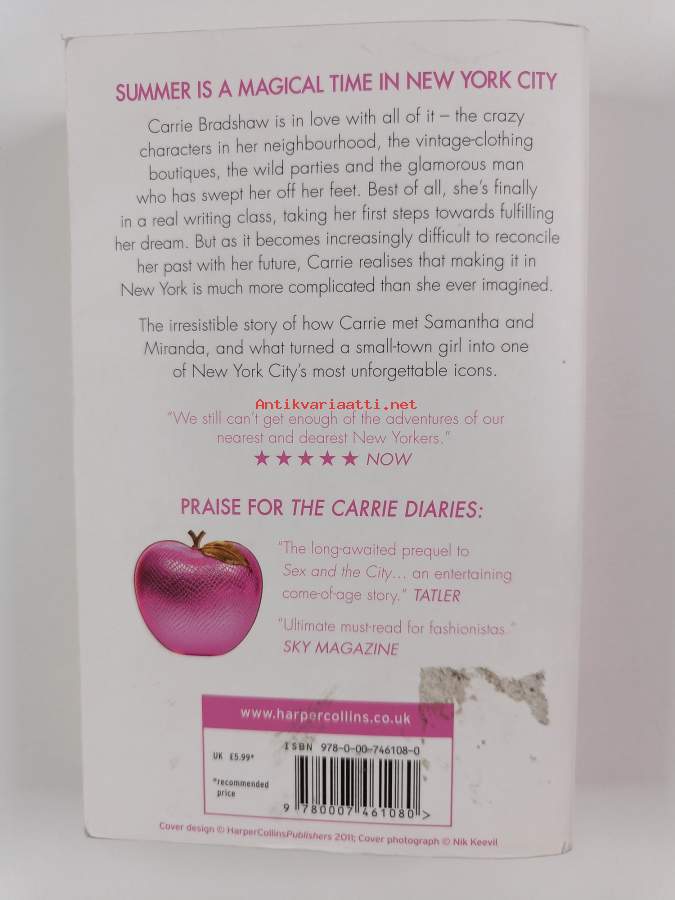 SUMMER IS A MAGICAL TIME IN NEW YORK CITY
Carrie Bradshaw is in love with all of it – the crazy
characters in her neighbourhood, the vintage-clothing
boutiques, the wild parties and the glamorous man
who has swept her off her feet. Best of all, she's finally
in a real writing class, taking her first steps towards fulfilling
her dream. But as it becomes increasingly difficult to reconcile
her past with her future, Carrie realises that making it in
New York is much more complicated than she ever imagined.
The irresistible story of how Carrie met Samantha and
Miranda, and what turned a small-town girl into one
of New York City's most unforgettable icons.
Antikvariaatti.net
"We still can't get enough of the adventures of our
nearest and dearest New Yorkers."
★★★★★ NOW
PRAISE FOR THE CARRIE DIARIES:
"The long-awaited prequel to
Sex and the City... an entertaining
come-of-age story." TATLER
"Ultimate must-read for fashionistas."
SKY MAGAZINE
www.harpercollins.co.uk
ISBN 978-0-00-746108-0
UK £5.99*
*recommended
price
9 780007 461080 >
Cover design © HarperCollinsPublishers 2011; Cover photograph © Nik Keevil